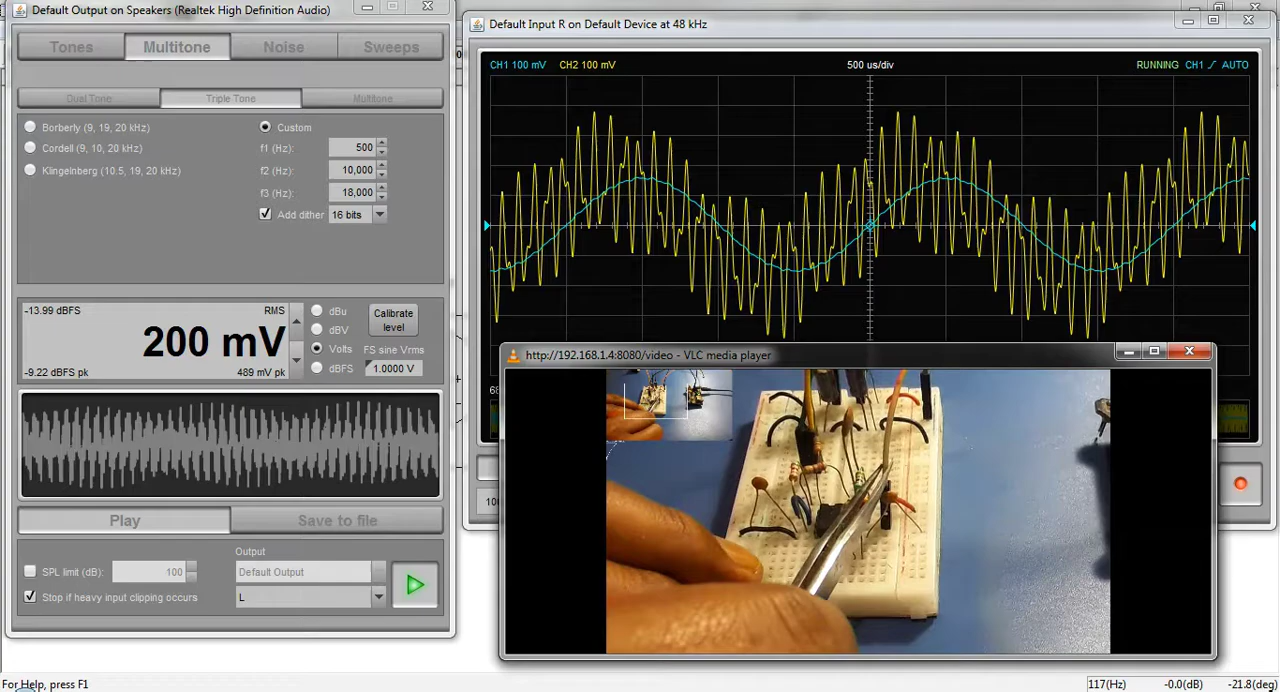 Default Output on Speakers (Realtek High Definition Audio)
Tones
Multitone
Noise
Sweeps
Dual Tone
Triple Tone
Multitone
Borberly (9, 19, 20 kHz)
Custom
Cordell (9, 10, 20 kHz)
f1 (Hz):
500
Klingelnberg (10.5, 19, 20 kHz)
f2 (Hz):
10,000
f3 (Hz):
18,000
Add dither
16 bits
-13.99 dBFS
RMS
200 mV
-9.22 dBFS pk
489 mV pk
dBu
dBV
Volts
dBFS
Calibrate
level
FS sine Vrms
1.0000 V
Play
Save to file
SPL limit (dB):
100
Stop if heavy input clipping occurs
Output
Default Output
L
For Help, press F1
Default Input R on Default Device at 48 kHz
CH1 100 mV
CH2 100 mV
500 us/div
RUNNING
CH1
AUTO
http://192.168.1.4:8080/video - VLC media player
117(Hz)
-0.0(dB)
-21.8(deg)